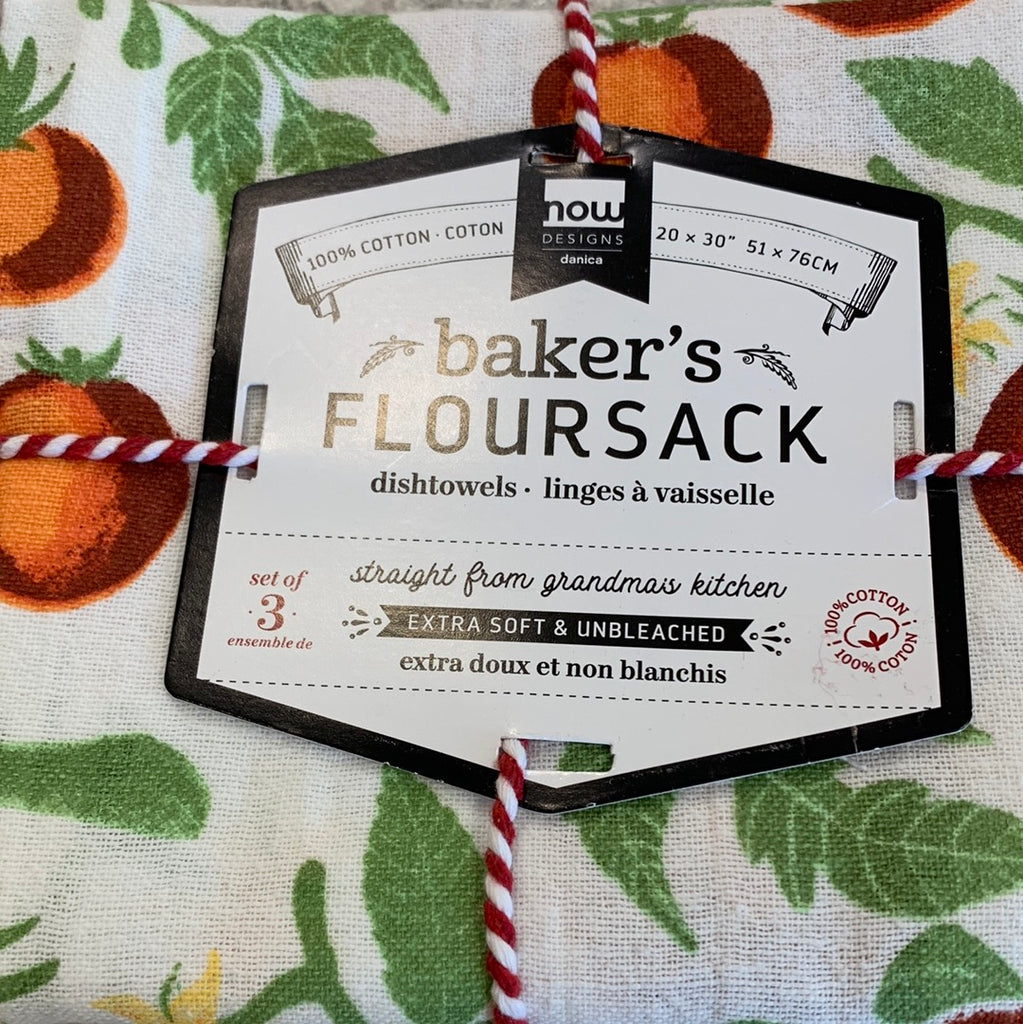 now
DESIGNS
danica
100% COTTON · COTON
20 × 30" 51 × 76CM
baker's
FLOURSACK
dishtowels · linges à vaisselle
set of
·3·
ensemble de
straight from grandma's kitchen
EXTRA SOFT & UNBLEACHED
extra doux et non blanchis
100% COTTON
100% COTON